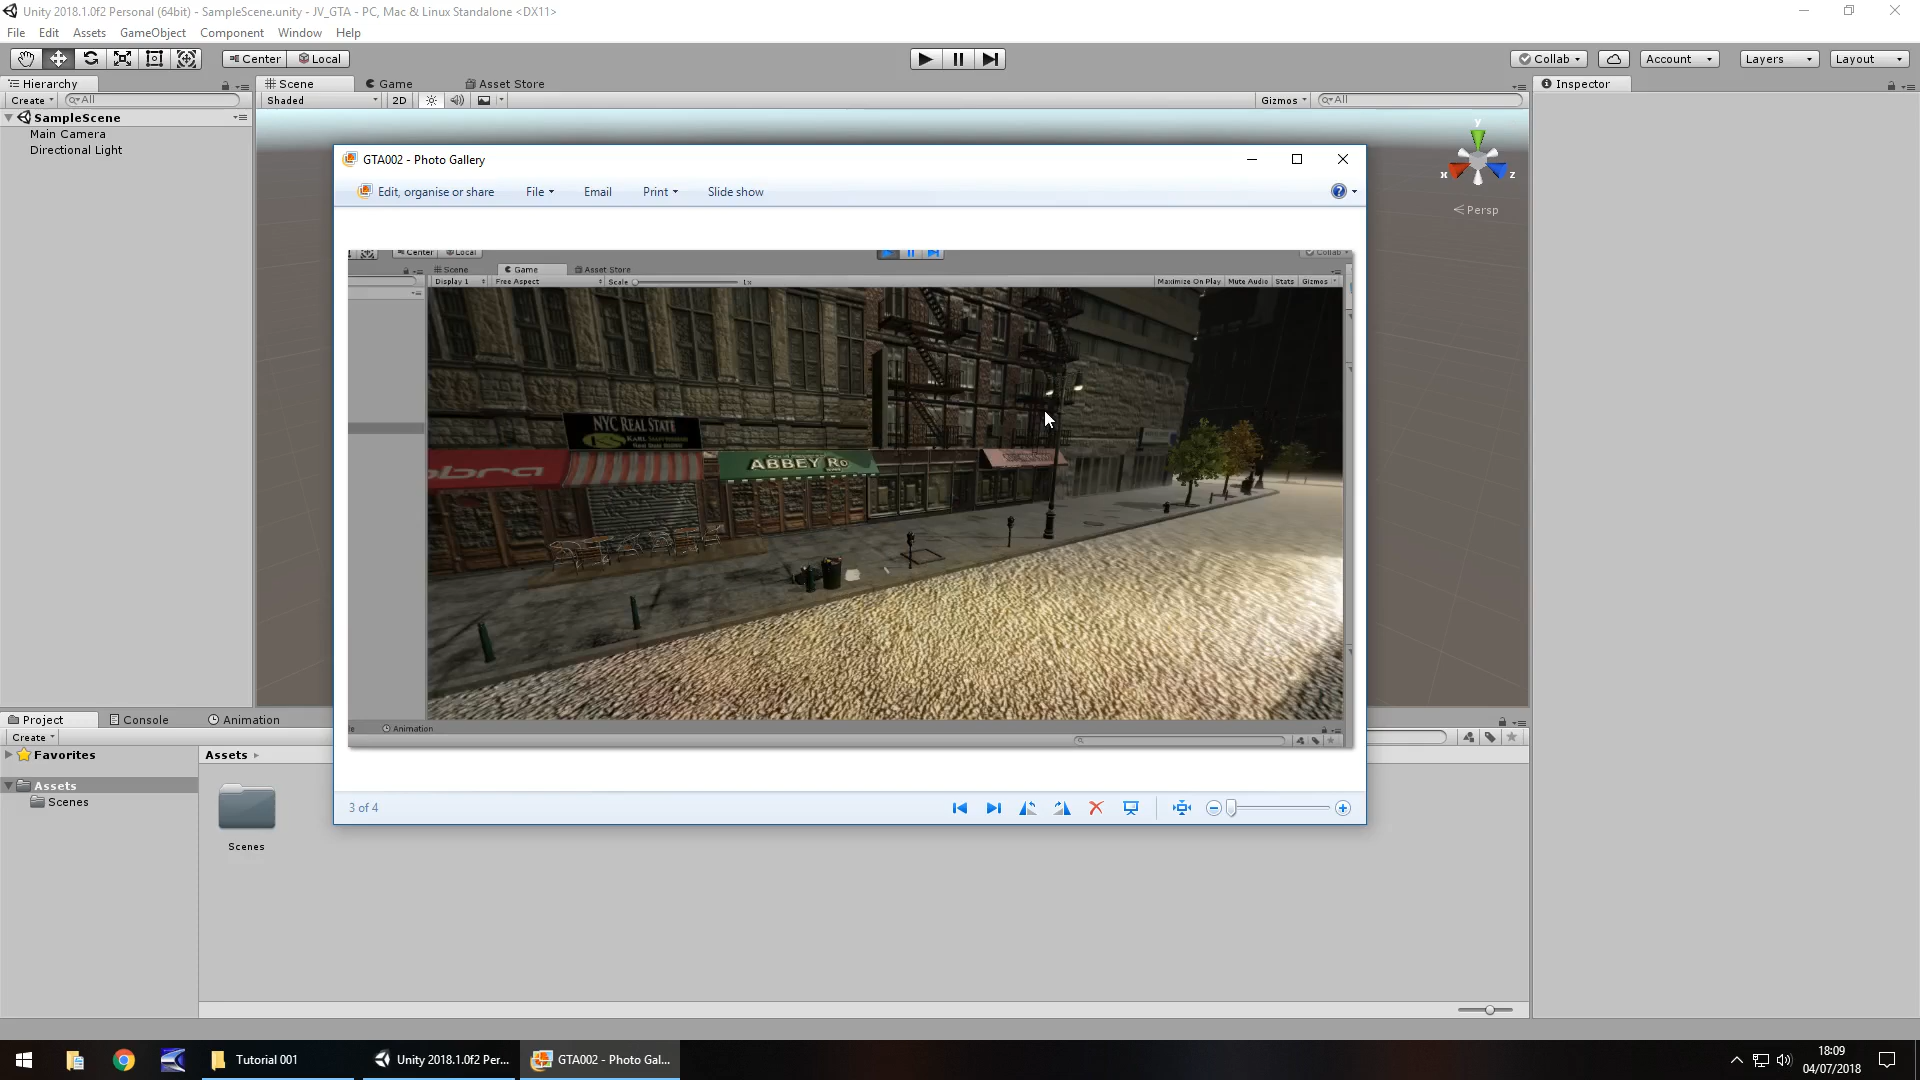 Unity 2018.1.0f2 Personal (64bit) - SampleScene.unity - JV_GTA - PC, Mac & Linux Standalone <DX11>
File Edit Assets GameObject Component Window Help
Center Local Collab Account Layers Layout
Hierarchy Scene Game Asset Store Inspector
Create All Shaded 2D Gizmos All
SampleScene
Main Camera
Directional Light
y
x z
Persp
GTA002 - Photo Gallery
Edit, organise or share File Email Print Slide show
Center Local Collab
Scene Game Asset Store
Display 1 Free Aspect Scale 1x Maximize On Play Mute Audio Stats Gizmos
NYC REAL STATE
obra
ABBEY RD
Animation
3 of 4
Project Console Animation
Create
Favorites
Assets
Assets
Scenes
Scenes
Tutorial 001
Unity 2018.1.0f2 Per...
GTA002 - Photo Gal...
18:09
04/07/2018